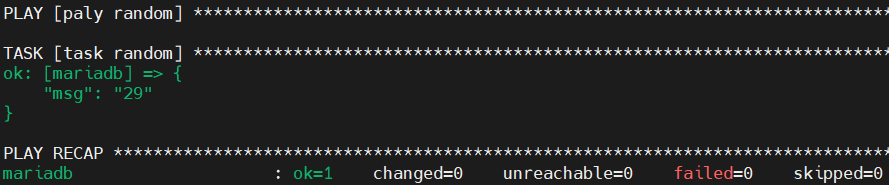 PLAY [paly random] **********************************************************************
TASK [task random] **********************************************************************
ok: [mariadb] => {
    "msg": "29"
}
PLAY RECAP ******************************************************************************
mariadb                    : ok=1    changed=0    unreachable=0    failed=0    skipped=0